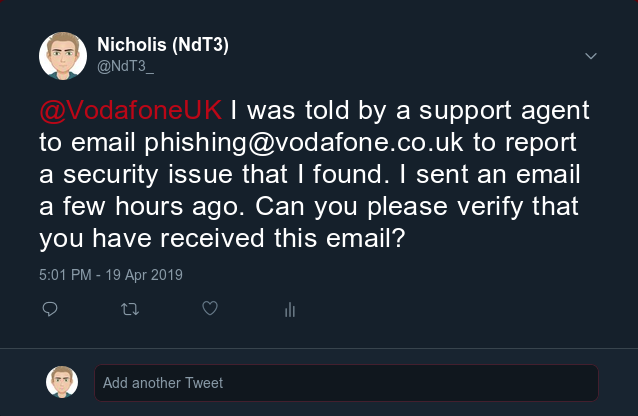 Nicholis (NdT3)
@NdT3_
@VodafoneUK I was told by a support agent
to email phishing@vodafone.co.uk to report
a security issue that I found. I sent an email
a few hours ago. Can you please verify that
you have received this email?
5:01 PM - 19 Apr 2019
Add another Tweet